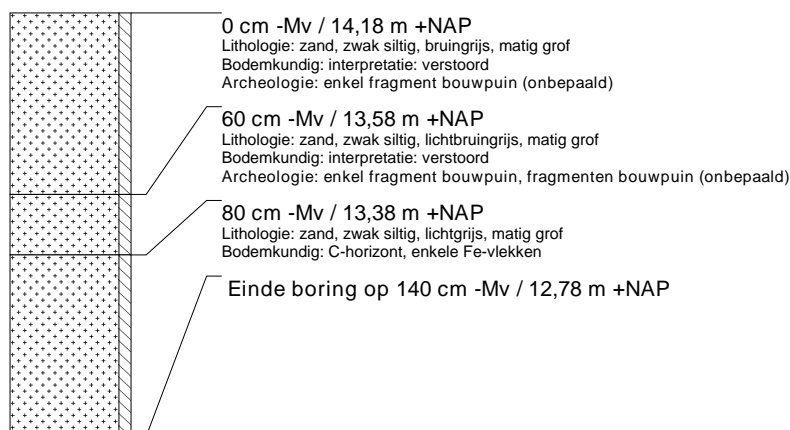 0 cm -Mv / 14,18 m +NAP
Lithologie: zand, zwak siltig, bruingrijs, matig grof
Bodemkundig: interpretatie: verstoord
Archeologie: enkel fragment bouwpuin (onbepaald)
60 cm -Mv / 13,58 m +NAP
Lithologie: zand, zwak siltig, lichtbruingrijs, matig grof
Bodemkundig: interpretatie: verstoord
Archeologie: enkel fragment bouwpuin, fragmenten bouwpuin (onbepaald)
80 cm -Mv / 13,38 m +NAP
Lithologie: zand, zwak siltig, lichtgrijs, matig grof
Bodemkundig: C-horizont, enkele Fe-vlekken
Einde boring op 140 cm -Mv / 12,78 m +NAP